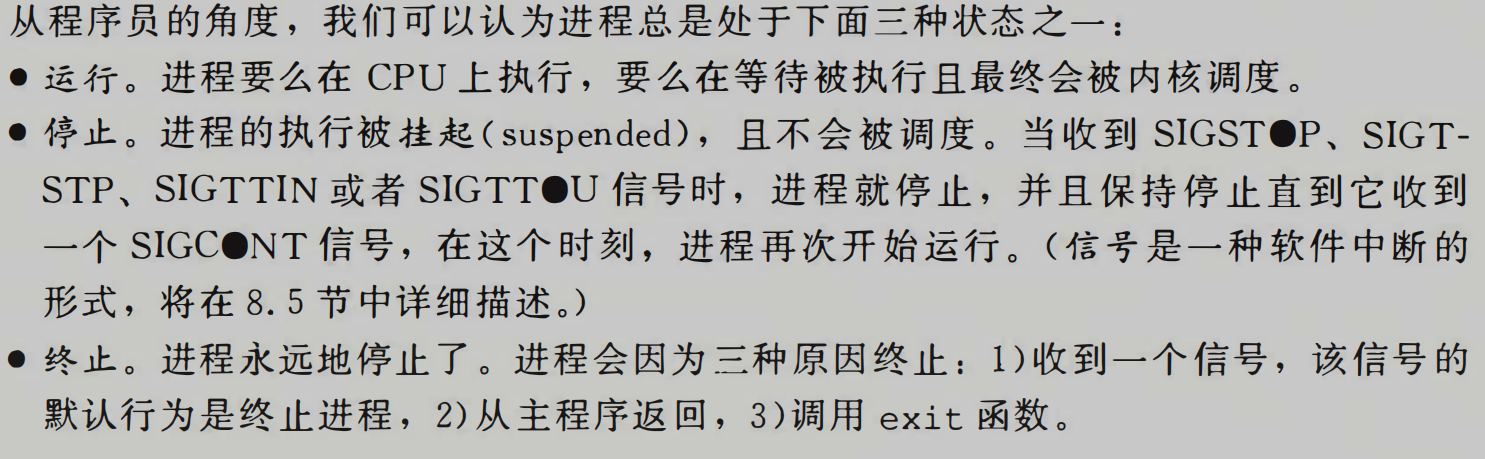 从程序员的角度，我们可以认为进程总是处于下面三种状态之一：
● 运行。进程要么在 CPU 上执行，要么在等待被执行且最终会被内核调度。
● 停止。进程的执行被挂起(suspended)，且不会被调度。当收到 SIGST●P、SIGT-
STP、SIGTTIN 或者 SIGTT●U 信号时，进程就停止，并且保持停止直到它收到
一个 SIGC●NT 信号，在这个时刻，进程再次开始运行。（信号是一种软件中断的
形式，将在 8.5 节中详细描述。）
● 终止。进程永远地停止了。进程会因为三种原因终止：1)收到一个信号，该信号的
默认行为是终止进程，2)从主程序返回，3)调用 exit 函数。